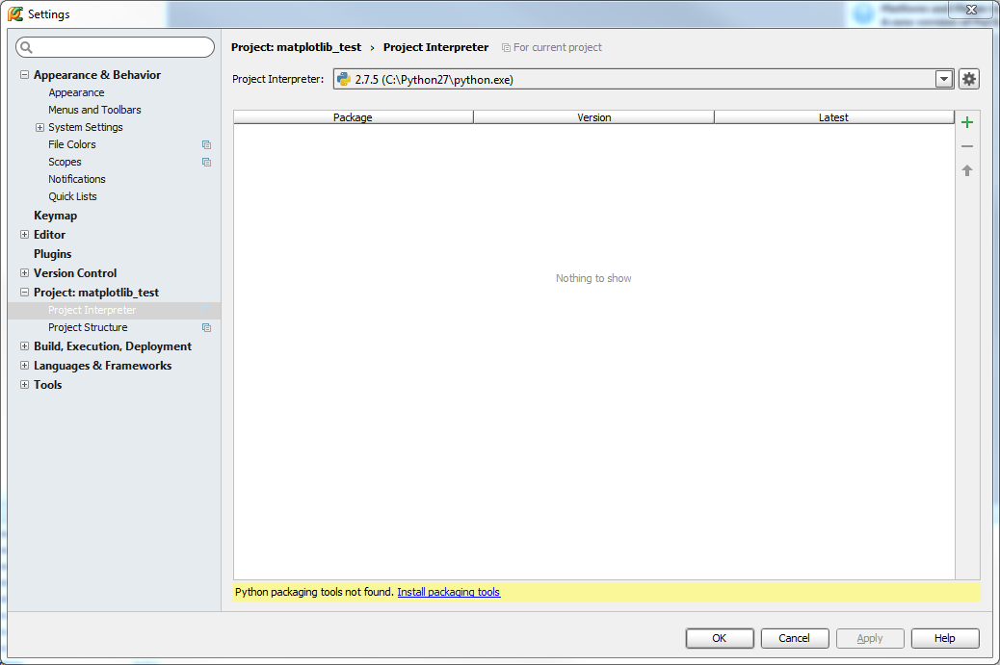 Settings
Project: matplotlib_test › Project Interpreter For current project
Project Interpreter: 2.7.5 (C:\Python27\python.exe)
Appearance & Behavior
Appearance
Menus and Toolbars
System Settings
File Colors
Scopes
Notifications
Quick Lists
Keymap
Editor
Plugins
Version Control
Project: matplotlib_test
Project Interpreter
Project Structure
Build, Execution, Deployment
Languages & Frameworks
Tools
Package Version Latest
Nothing to show
Python packaging tools not found. Install packaging tools
OK Cancel Apply Help